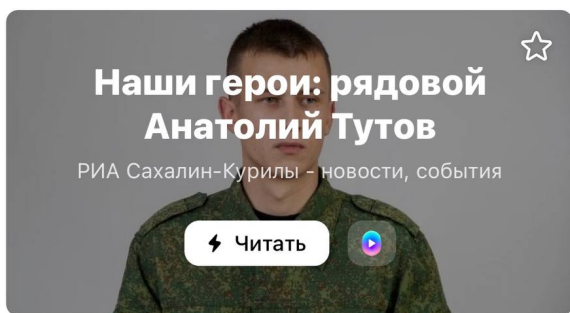 Наши герои: рядовой
Анатолий Тутов
РИА Сахалин-Курилы - новости, события
Читать